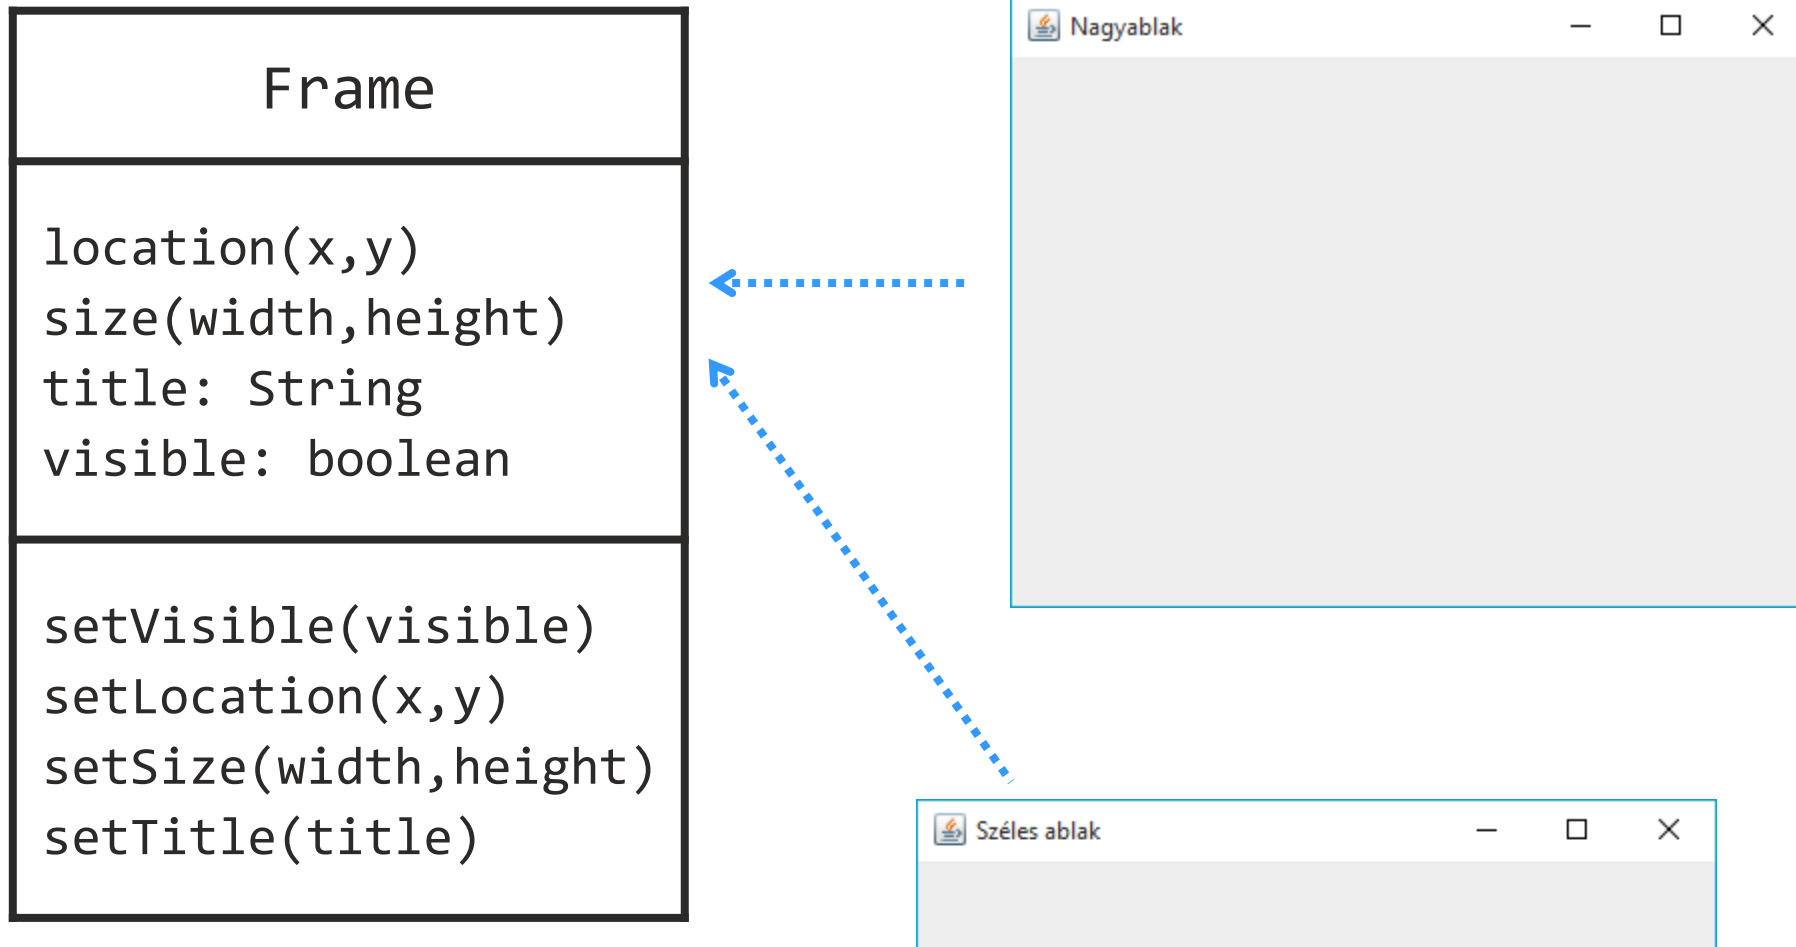 Frame
location(x,y)
size(width,height)
title: String
visible: boolean
setVisible(visible)
setLocation(x,y)
setSize(width,height)
setTitle(title)
Nagyablak
Széles ablak